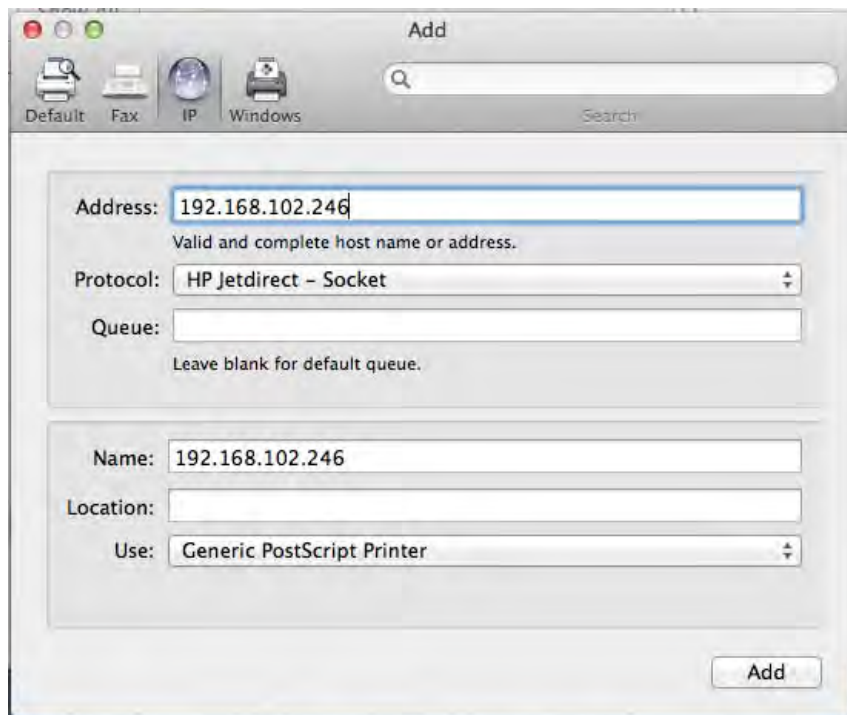 Add
Default Fax IP Windows Search
Address: 192.168.102.246
Valid and complete host name or address.
Protocol: HP Jetdirect – Socket
Queue:
Leave blank for default queue.
Name: 192.168.102.246
Location:
Use: Generic PostScript Printer
Add